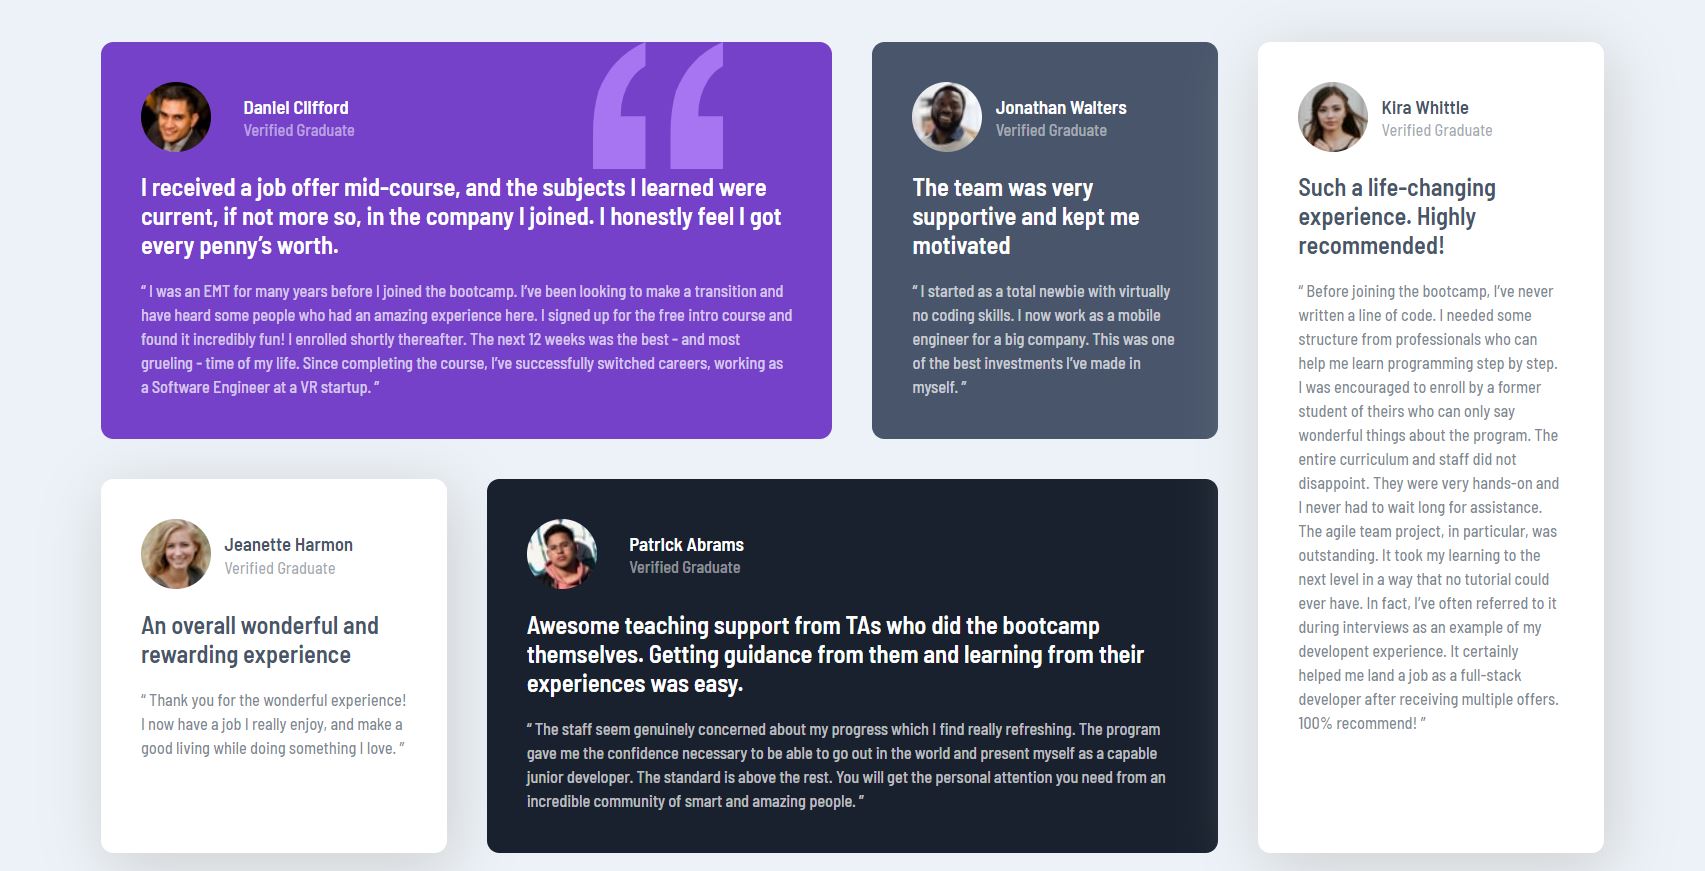 Daniel Clifford
Verified Graduate
I received a job offer mid-course, and the subjects I learned were
current, if not more so, in the company I joined. I honestly feel I got
every penny’s worth.
“ I was an EMT for many years before I joined the bootcamp. I’ve been looking to make a transition and
have heard some people who had an amazing experience here. I signed up for the free intro course and
found it incredibly fun! I enrolled shortly thereafter. The next 12 weeks was the best - and most
grueling - time of my life. Since completing the course, I’ve successfully switched careers, working as
a Software Engineer at a VR startup. ”
Jonathan Walters
Verified Graduate
The team was very
supportive and kept me
motivated
“ I started as a total newbie with virtually
no coding skills. I now work as a mobile
engineer for a big company. This was one
of the best investments I’ve made in
myself. ”
Kira Whittle
Verified Graduate
Such a life-changing
experience. Highly
recommended!
“ Before joining the bootcamp, I’ve never
written a line of code. I needed some
structure from professionals who can
help me learn programming step by step.
I was encouraged to enroll by a former
student of theirs who can only say
wonderful things about the program. The
entire curriculum and staff did not
disappoint. They were very hands-on and
I never had to wait long for assistance.
The agile team project, in particular, was
outstanding. It took my learning to the
next level in a way that no tutorial could
ever have. In fact, I’ve often referred to it
during interviews as an example of my
developent experience. It certainly
helped me land a job as a full-stack
developer after receiving multiple offers.
100% recommend! ”
Jeanette Harmon
Verified Graduate
An overall wonderful and
rewarding experience
“ Thank you for the wonderful experience!
I now have a job I really enjoy, and make a
good living while doing something I love. ”
Patrick Abrams
Verified Graduate
Awesome teaching support from TAs who did the bootcamp
themselves. Getting guidance from them and learning from their
experiences was easy.
“ The staff seem genuinely concerned about my progress which I find really refreshing. The program
gave me the confidence necessary to be able to go out in the world and present myself as a capable
junior developer. The standard is above the rest. You will get the personal attention you need from an
incredible community of smart and amazing people. ”